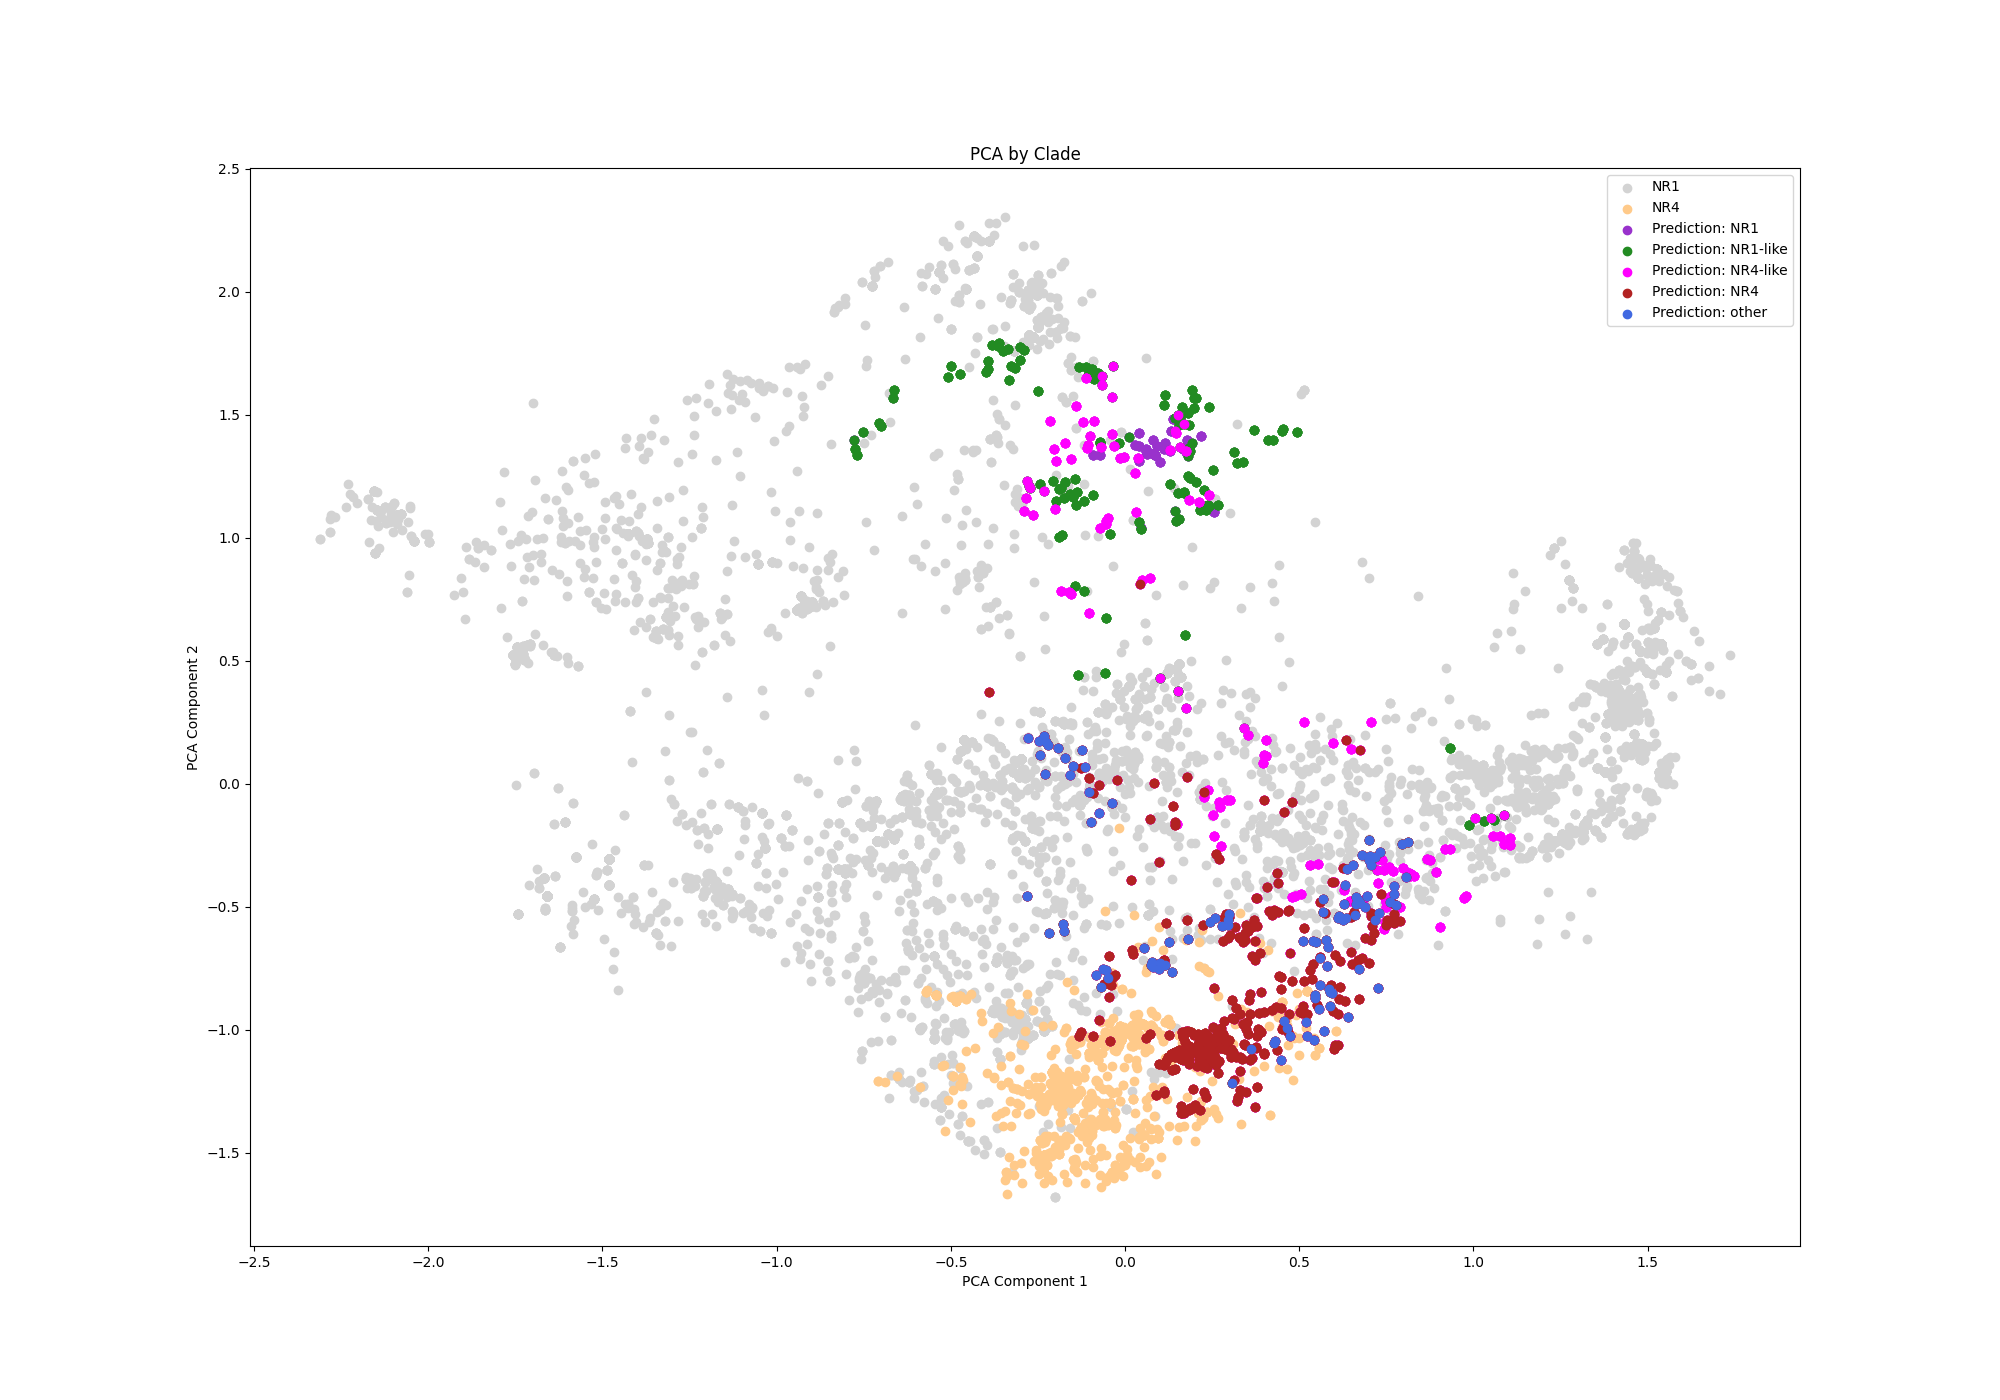 PCA by Clade
NR1
NR4
Prediction: NR1
Prediction: NR1-like
Prediction: NR4-like
Prediction: NR4
Prediction: other
PCA Component 2
2.5
2.0
1.5
1.0
0.5
0.0
−0.5
−1.0
−1.5
−2.5
−2.0
−1.5
−1.0
−0.5
0.0
0.5
1.0
1.5
PCA Component 1